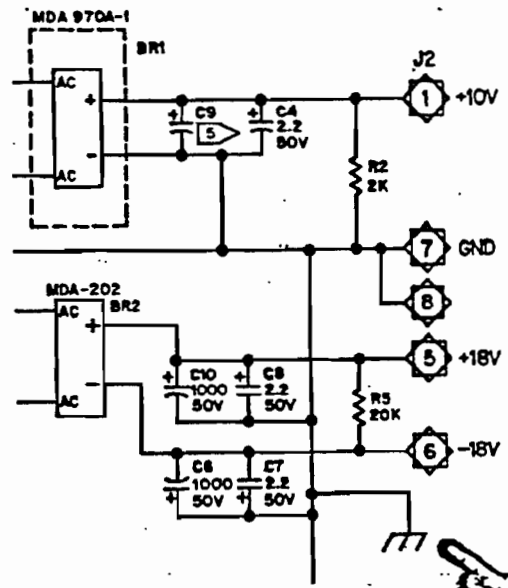 MDA 970A-1
BR1
J2
AC
+
-
AC
+ C9
5
+ C4
2.2
50V
1 +10V
R2
2K
7 GND
8
MDA-202
BR2
AC
+
-
AC
+ C10
1000
50V
+ C8
2.2
50V
5 +18V
R5
20K
6 -18V
C6
1000
50V
+
C7
2.2
50V
+